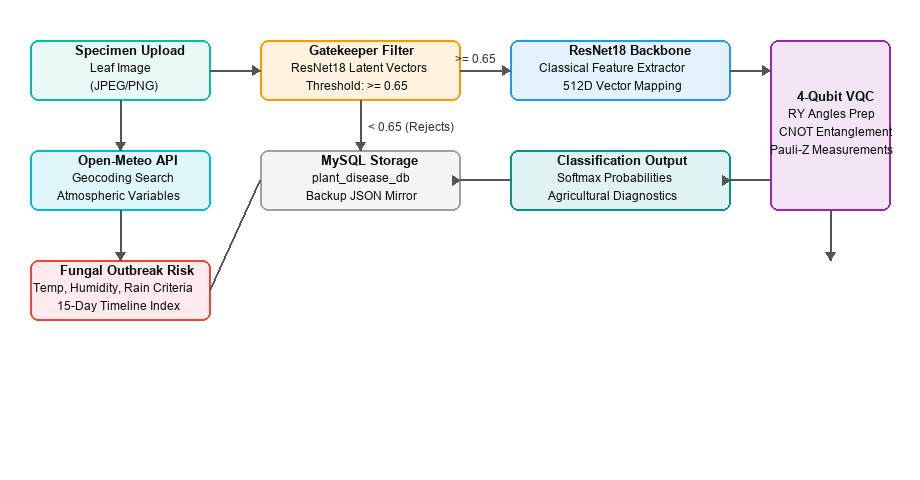 Specimen Upload
Leaf Image
(JPEG/PNG)
Gatekeeper Filter
ResNet18 Latent Vectors
Threshold: >= 0.65
>= 0.65
ResNet18 Backbone
Classical Feature Extractor
512D Vector Mapping
4-Qubit VQC
RY Angles Prep
CNOT Entanglement
Pauli-Z Measurements
< 0.65 (Rejects)
Open-Meteo API
Geocoding Search
Atmospheric Variables
MySQL Storage
plant_disease_db
Backup JSON Mirror
Classification Output
Softmax Probabilities
Agricultural Diagnostics
Fungal Outbreak Risk
Temp, Humidity, Rain Criteria
15-Day Timeline Index